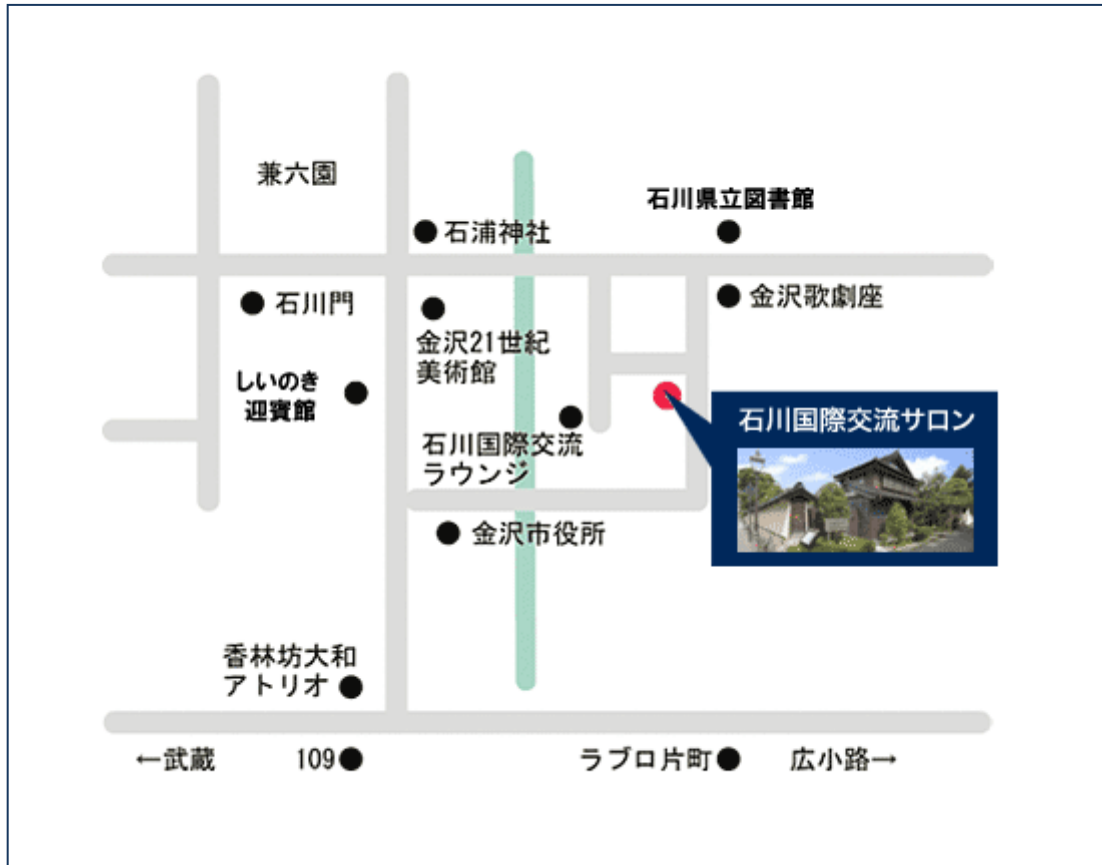 兼六園
石川県立図書館
石浦神社
石川門
金沢歌劇座
金沢21世紀
美術館
しいのき
迎賓館
石川国際交流サロン
石川国際交流
ラウンジ
金沢市役所
香林坊大和
アトリオ
←武蔵
109
ラブロ片町
広小路→